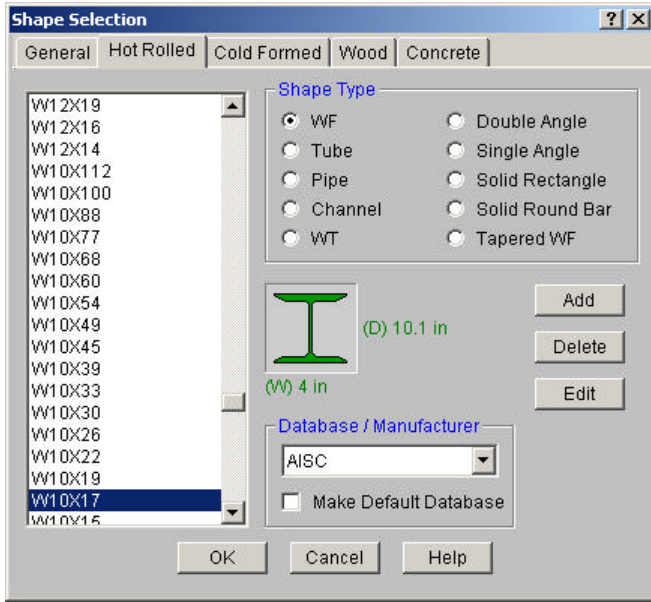 Shape Selection
General Hot Rolled Cold Formed Wood Concrete
W12X19
W12X16
W12X14
W10X112
W10X100
W10X88
W10X77
W10X68
W10X60
W10X54
W10X49
W10X45
W10X39
W10X33
W10X30
W10X26
W10X22
W10X19
W10X17
W10X15
Shape Type
WF
Tube
Pipe
Channel
WT
Double Angle
Single Angle
Solid Rectangle
Solid Round Bar
Tapered WF
(D) 10.1 in
(W) 4 in
Add
Delete
Edit
Database / Manufacturer
AISC
Make Default Database
OK Cancel Help